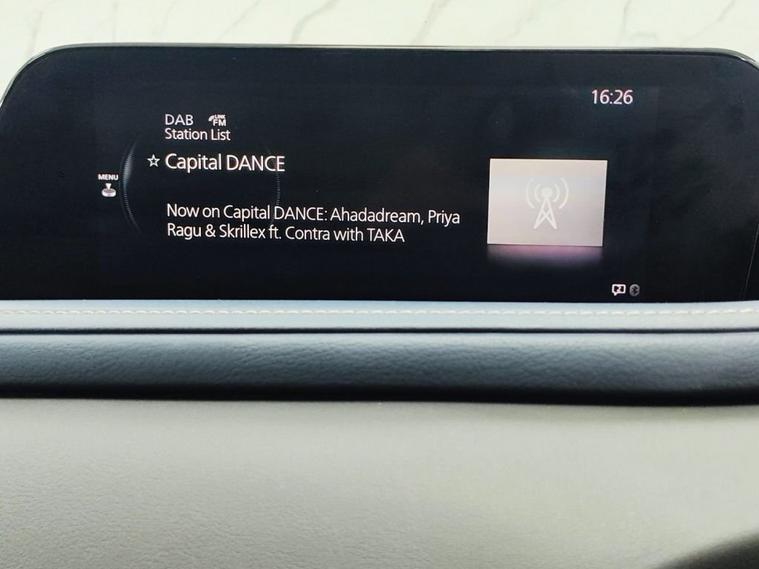 16:26
DAB LINK FM
Station List
☆ Capital DANCE
MENU
Now on Capital DANCE: Ahadadream, Priya
Ragu & Skrillex ft. Contra with TAKA